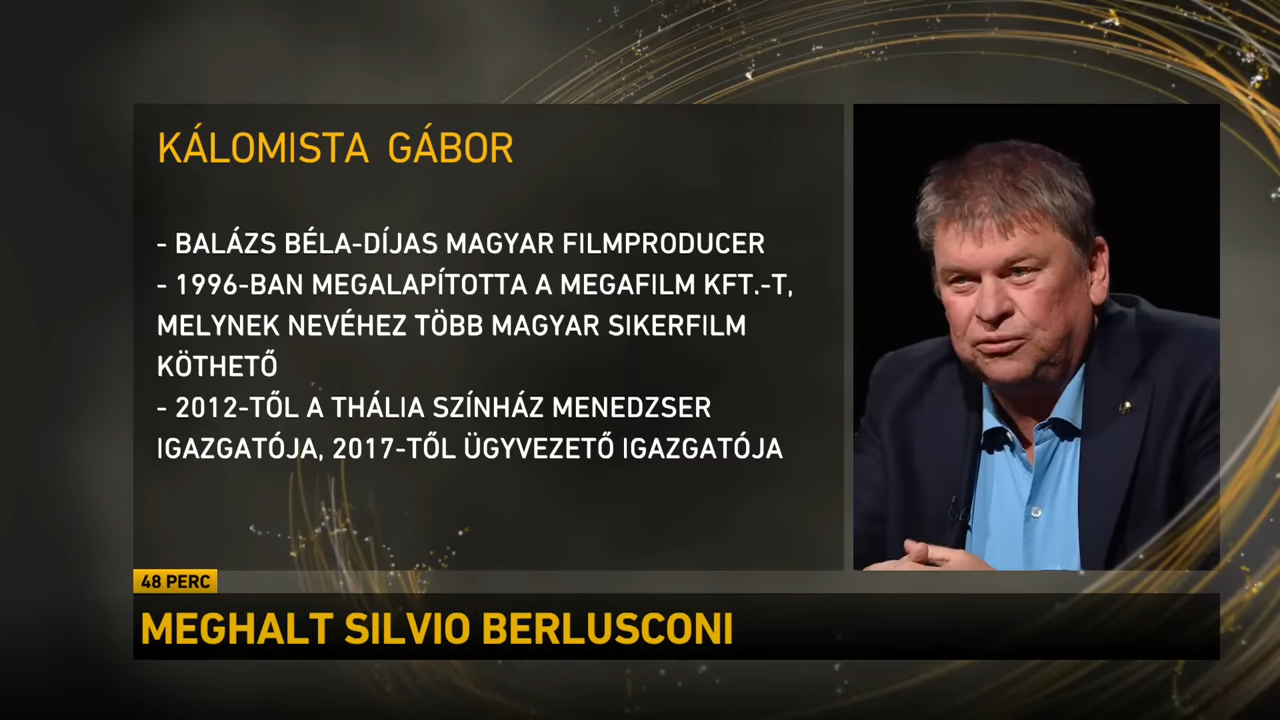 KÁLOMISTA GÁBOR
- BALÁZS BÉLA-DÍJAS MAGYAR FILMPRODUCER
- 1996-BAN MEGALAPÍTOTTA A MEGAFILM KFT.-T,
MELYNEK NEVÉHEZ TÖBB MAGYAR SIKERFILM
KÖTHETŐ
- 2012-TŐL A THÁLIA SZÍNHÁZ MENEDZSER
IGAZGATÓJA, 2017-TŐL ÜGYVEZETŐ IGAZGATÓJA
48 PERC
MEGHALT SILVIO BERLUSCONI